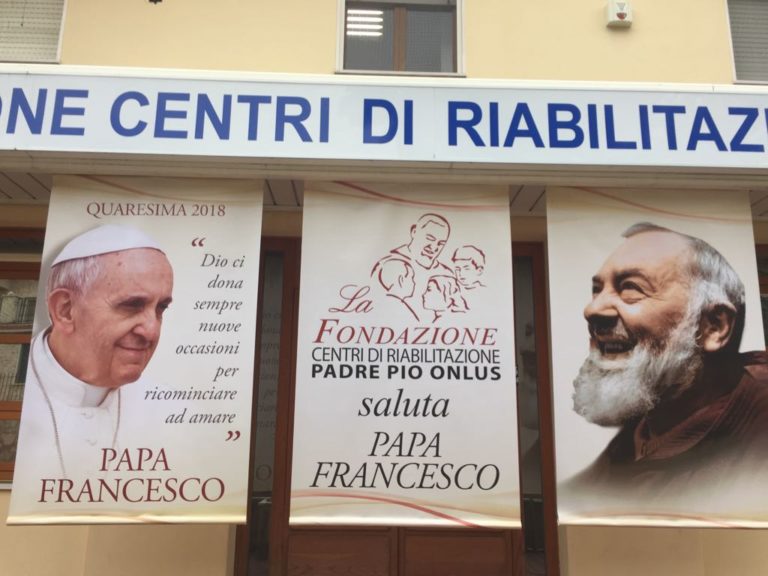 ONE CENTRI DI RIABILITAZI
QUARESIMA 2018
“
Dio ci
dona
sempre
nuove
occasioni
per
ricominciare
ad amare
”
PAPA
FRANCESCO
La
FONDAZIONE
CENTRI DI RIABILITAZIONE
PADRE PIO ONLUS
saluta
PAPA
FRANCESCO